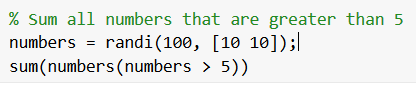 % Sum all numbers that are greater than 5
numbers = randi(100, [10 10]);
sum(numbers(numbers > 5))